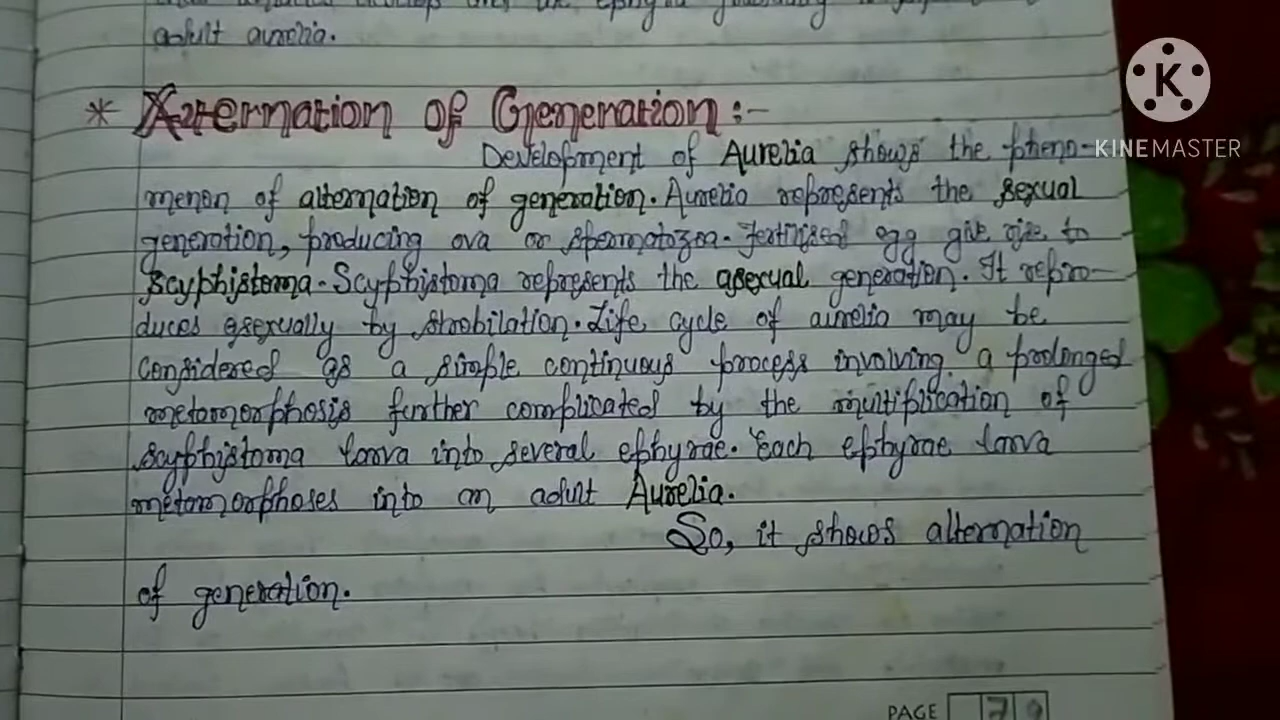 adult aurelia.
* Alternation of Generation :-
K
KINEMASTER
Development of Aurelia shows the pheno-
menon of alternation of generation. Aurelia represents the sexual
generation, producing ova or spermatozoa. Fertilised egg give rise to
Scyphistoma. Scyphistoma represents the asexual generation. It repro-
duces asexually by strobilation. Life cycle of aurelia may be
considered as a simple continuous process involving a prolonged
metamorphosis further complicated by the multiplication of
scyphistoma larva into several ephyrae. Each ephyrae larva
metamorphoses into an adult Aurelia.
So, it shows alternation
of generation.
PAGE 79